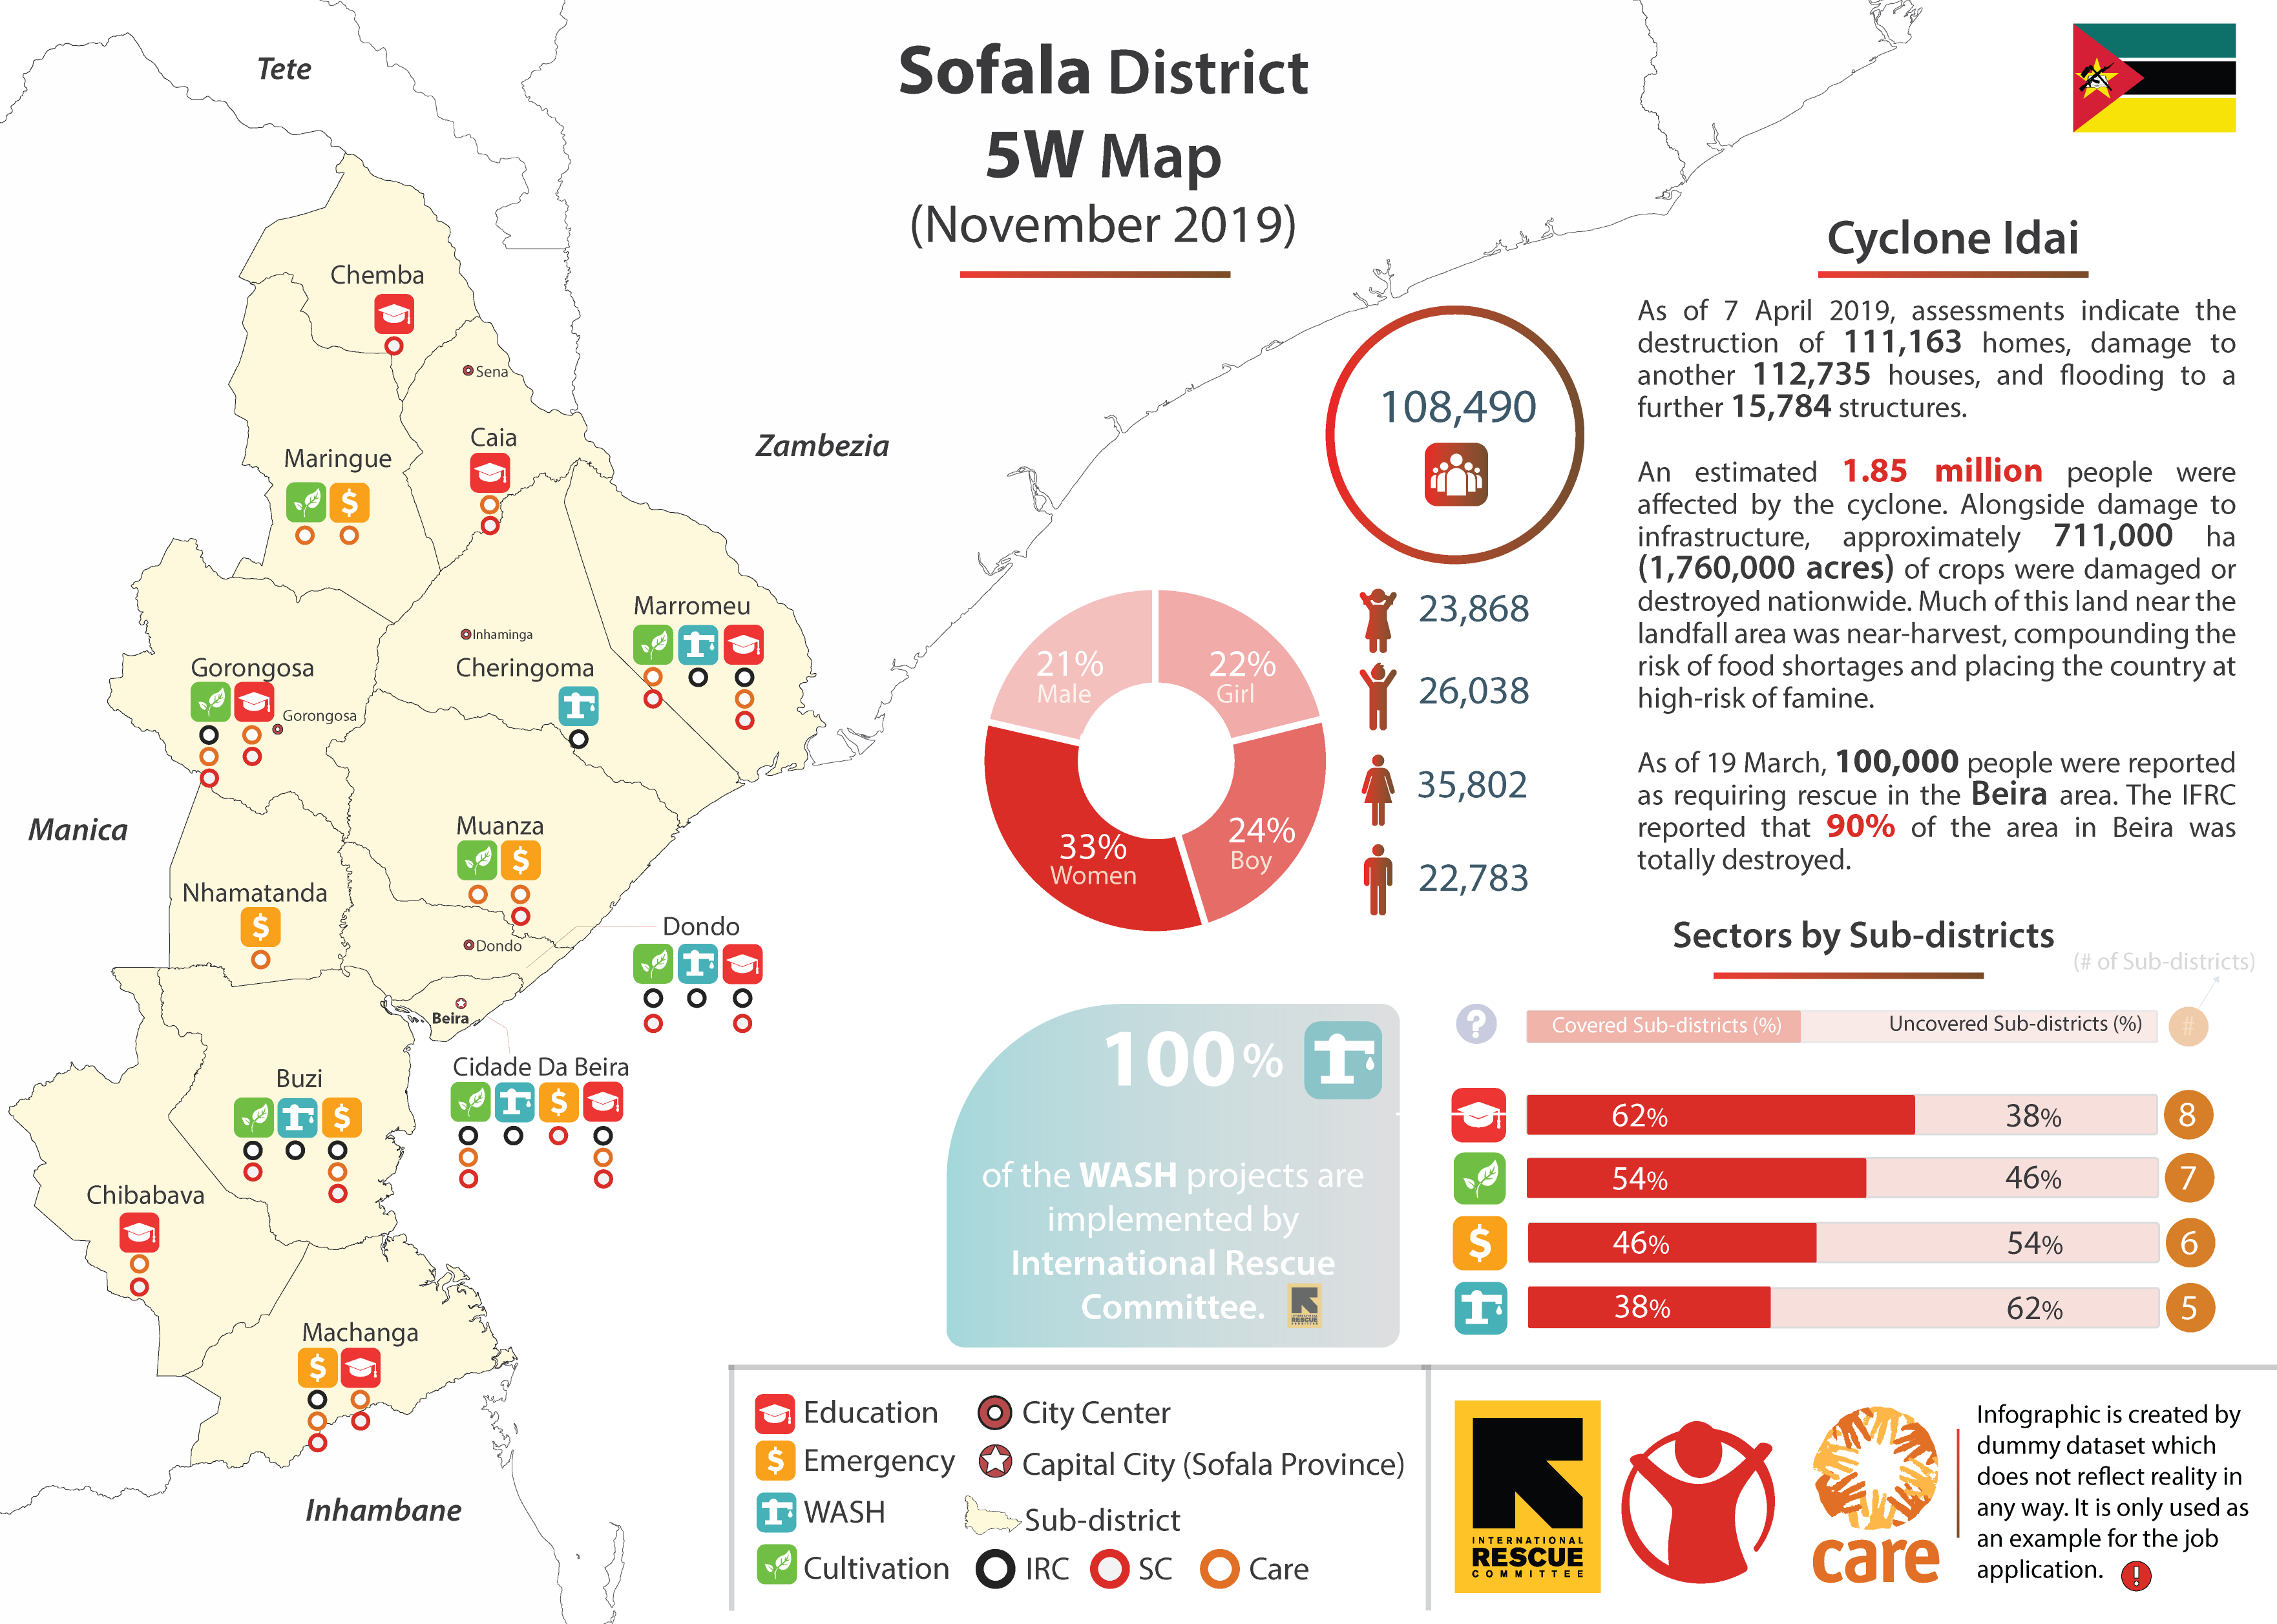 Sofala District
5W Map
(November 2019)
Tete
Zambezia
Manica
Inhambane
Chemba
Sena
Caia
Maringue
Marromeu
Inhaminga
Cheringoma
Gorongosa
Gorongosa
Muanza
Nhamatanda
Dondo
Dondo
Beira
Cidade Da Beira
Buzi
Chibabava
Machanga
108,490
23,868
26,038
35,802
22,783
21%
Male
22%
Girl
33%
Women
24%
Boy
Cyclone Idai
As of 7 April 2019, assessments indicate the
destruction of 111,163 homes, damage to
another 112,735 houses, and flooding to a
further 15,784 structures.
An estimated 1.85 million people were
affected by the cyclone. Alongside damage to
infrastructure, approximately 711,000 ha
(1,760,000 acres) of crops were damaged or
destroyed nationwide. Much of this land near the
landfall area was near-harvest, compounding the
risk of food shortages and placing the country at
high-risk of famine.
As of 19 March, 100,000 people were reported
as requiring rescue in the Beira area. The IFRC
reported that 90% of the area in Beira was
totally destroyed.
Sectors by Sub-districts
(# of Sub-districts)
? Covered Sub-districts (%) Uncovered Sub-districts (%) #
62% 38% 8
54% 46% 7
$ 46% 54% 6
38% 62% 5
100%
of the WASH projects are
implemented by
International Rescue
Committee.
INTERNATIONAL
RESCUE
COMMITTEE
Education
Emergency
WASH
Cultivation
City Center
Capital City (Sofala Province)
Sub-district
IRC SC Care
INTERNATIONAL
RESCUE
COMMITTEE
care
Infographic is created by
dummy dataset which
does not reflect reality in
any way. It is only used as
an example for the job
application.